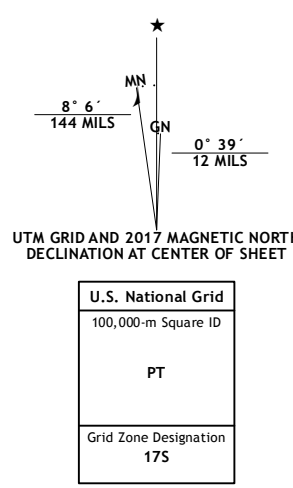 ★
MN
8° 6´
144 MILS
GN
0° 39´
12 MILS
UTM GRID AND 2017 MAGNETIC NORTH
DECLINATION AT CENTER OF SHEET
U.S. National Grid
100,000-m Square ID
PT
Grid Zone Designation
17S